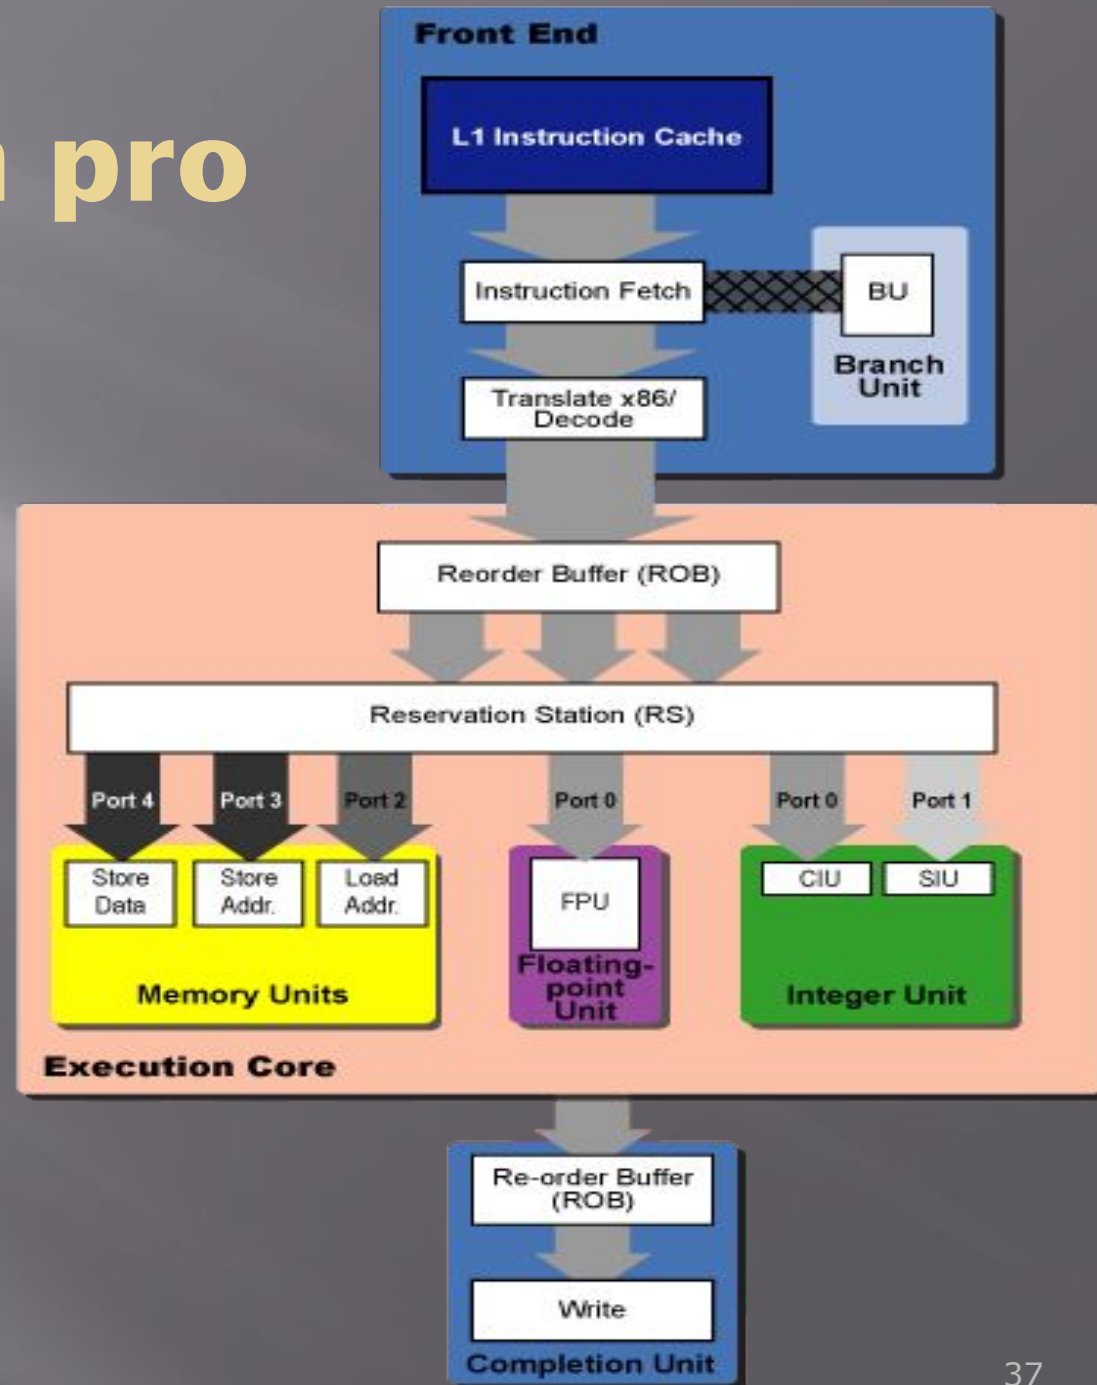 pro
Front End
L1 Instruction Cache
Instruction Fetch
BU
Branch
Unit
Translate x86/
Decode
Reorder Buffer (ROB)
Reservation Station (RS)
Port 4
Port 3
Port 2
Port 0
Port 0
Port 1
Store
Data
Store
Addr.
Load
Addr.
FPU
CIU
SIU
Memory Units
Floating-
point
Unit
Integer Unit
Execution Core
Re-order Buffer
(ROB)
Write
Completion Unit
37